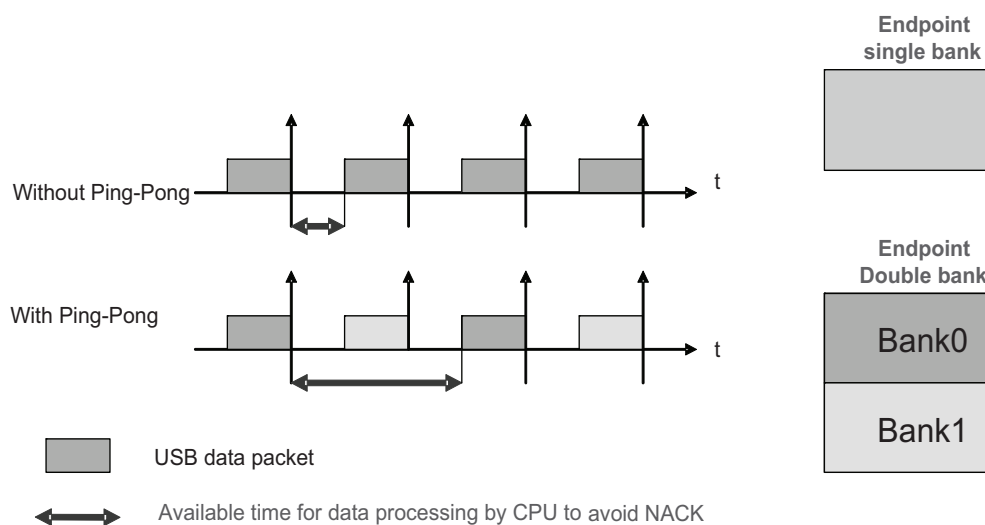 Endpoint
single bank
Without Ping-Pong
t
Endpoint
Double bank
With Ping-Pong
t
Bank0
Bank1
USB data packet
Available time for data processing by CPU to avoid NACK